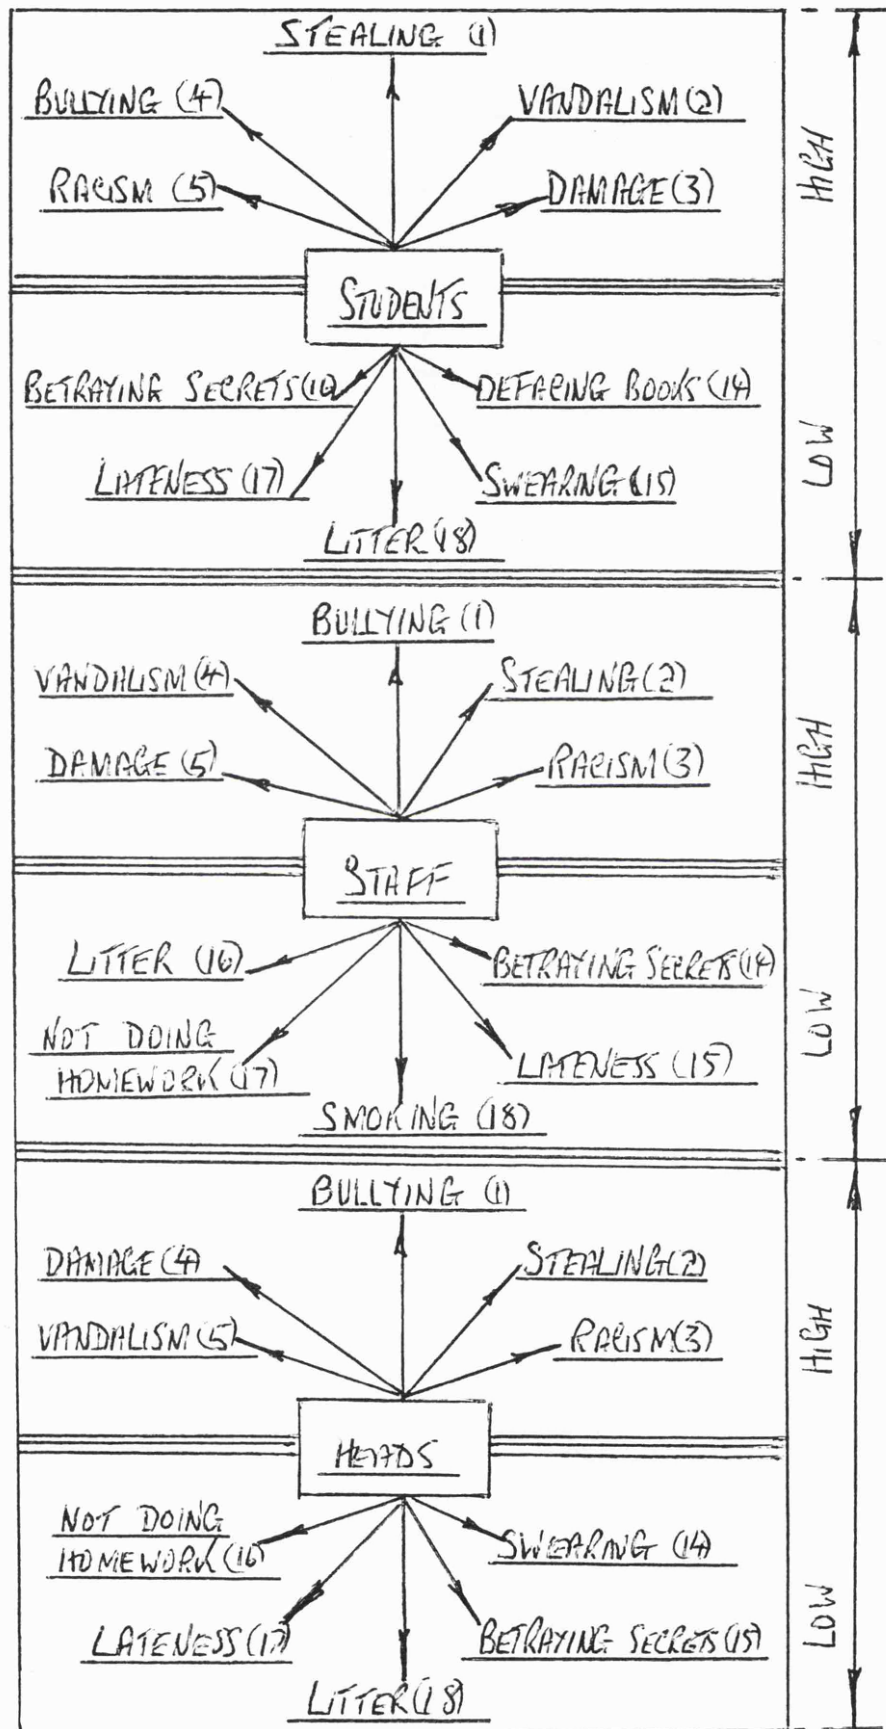 STEALING (1)
BULLYING (4)
VANDALISM (2)
RACISM (5)
DAMAGE (3)
HIGH
STUDENTS
BETRAYING SECRETS (16)
DEFACING BOOKS (14)
LATENESS (17)
SWEARING (15)
LITTER (18)
LOW
BULLYING (1)
VANDALISM (4)
STEALING (2)
DAMAGE (5)
RACISM (3)
HIGH
STAFF
LITTER (16)
BETRAYING SECRETS (14)
NOT DOING
HOMEWORK (17)
LATENESS (15)
SMOKING (18)
LOW
BULLYING (1)
DAMAGE (4)
STEALING (2)
VANDALISM (5)
RACISM (3)
HIGH
HEADS
NOT DOING
HOMEWORK (16)
SWEARING (14)
LATENESS (17)
BETRAYING SECRETS (15)
LITTER (18)
LOW